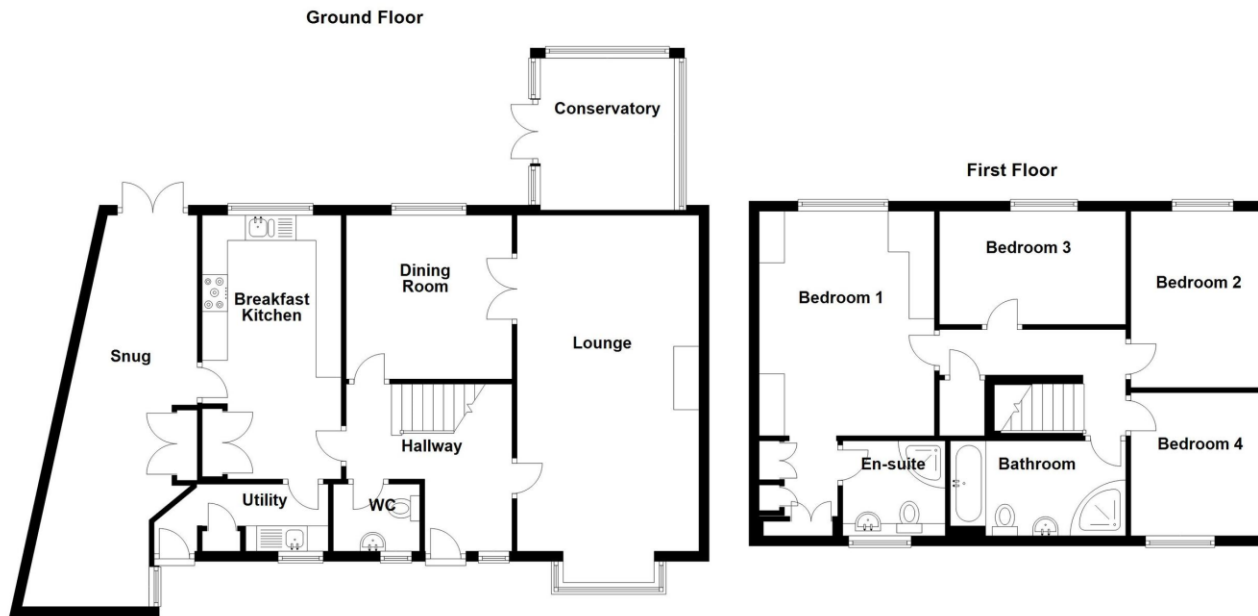 Ground Floor
Conservatory
Dining
Room
Breakfast
Kitchen
Snug
Lounge
Hallway
Utility
WC
First Floor
Bedroom 3
Bedroom 2
Bedroom 1
Bedroom 4
En-suite
Bathroom